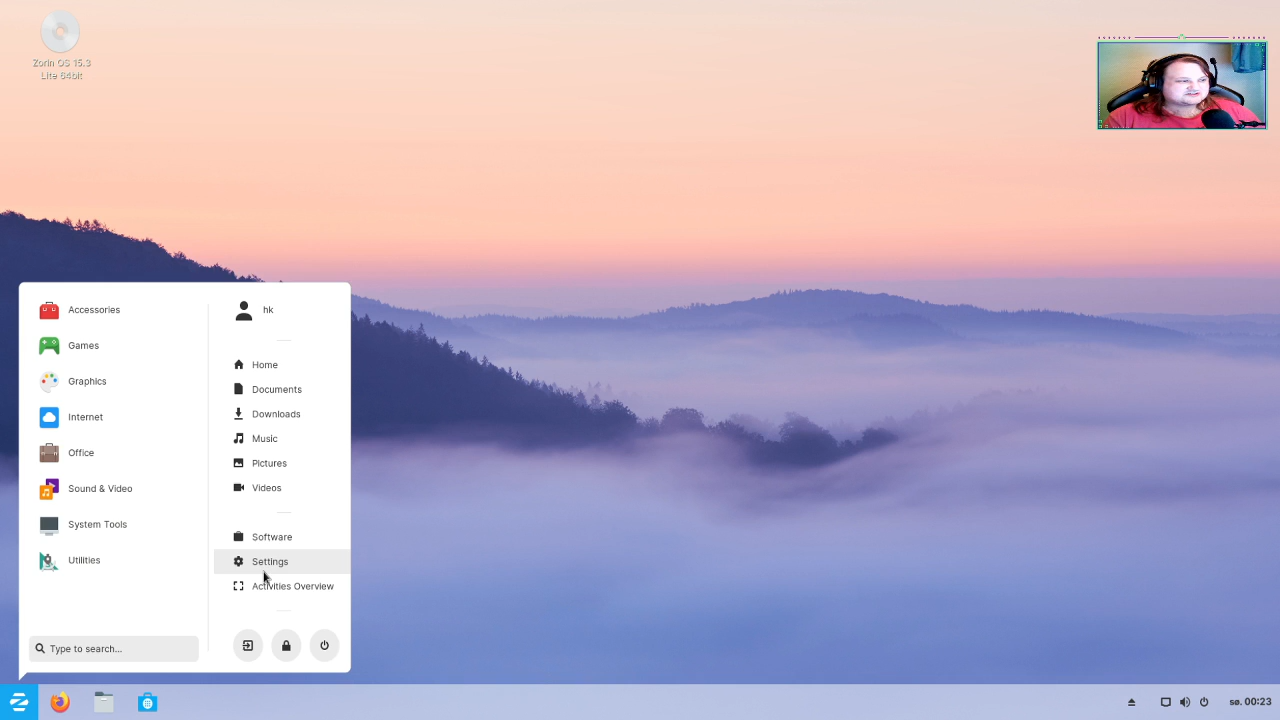 Zorin OS 15.3
Lite 64bit
Accessories
Games
Graphics
Internet
Office
Sound & Video
System Tools
Utilities
Type to search...
hk
Home
Documents
Downloads
Music
Pictures
Videos
Software
Settings
Activities Overview
sø. 00:23